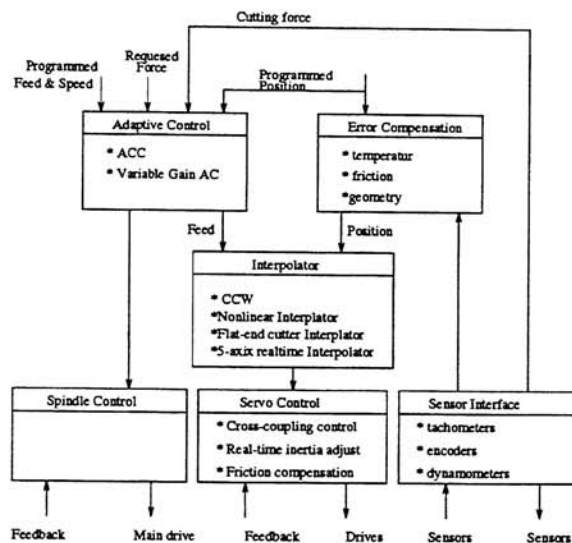 Cutting force
Programmed
Feed & Speed
Requesed
Force
Programmed
Position
Adaptive Control
* ACC
* Variable Gain AC
Error Compensation
* temperatur
* friction
*geometry
Feed
Position
Interpolator
* CCW
*Nonlinear Interplator
*Flat-end cutter Interplator
*5-axix realtime Interpolator
Spindle Control
Servo Control
* Cross-coupling control
* Real-time inertia adjust
* Friction compensation
Sensor Interface
*tachometers
*encoders
*dynamometers
Feedback
Main drive
Feedback
Drives
Sensors
Sensors